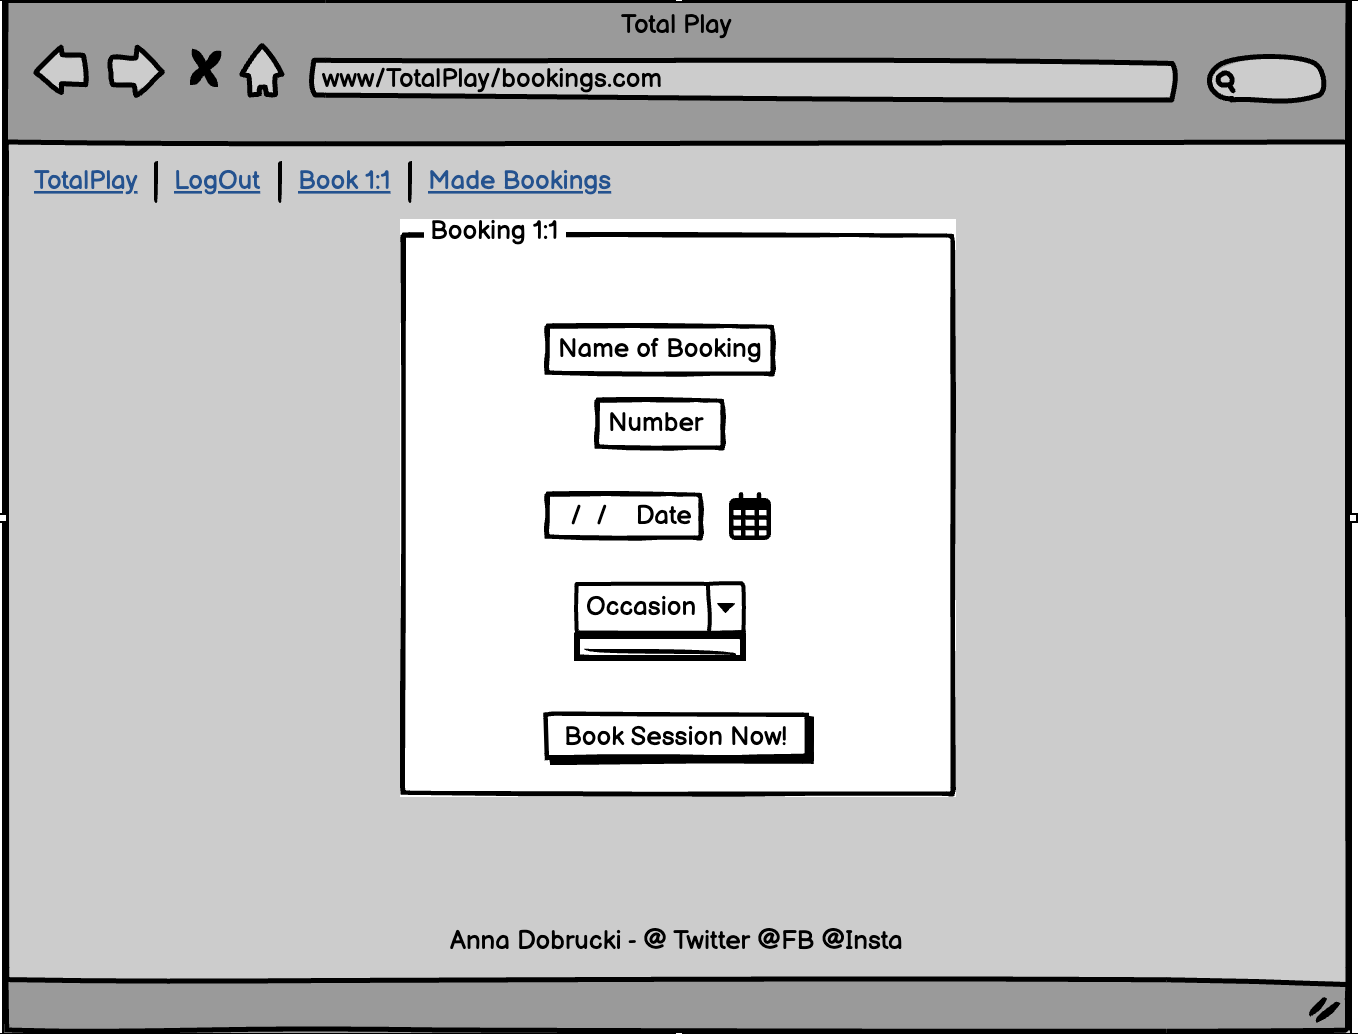 Total Play
www/TotalPlay/bookings.com
TotalPlay LogOut Book 1:1 Made Bookings
Booking 1:1
Name of Booking
Number
/ / Date
Occasion
Book Session Now!
Anna Dobrucki - @ Twitter @FB @Insta